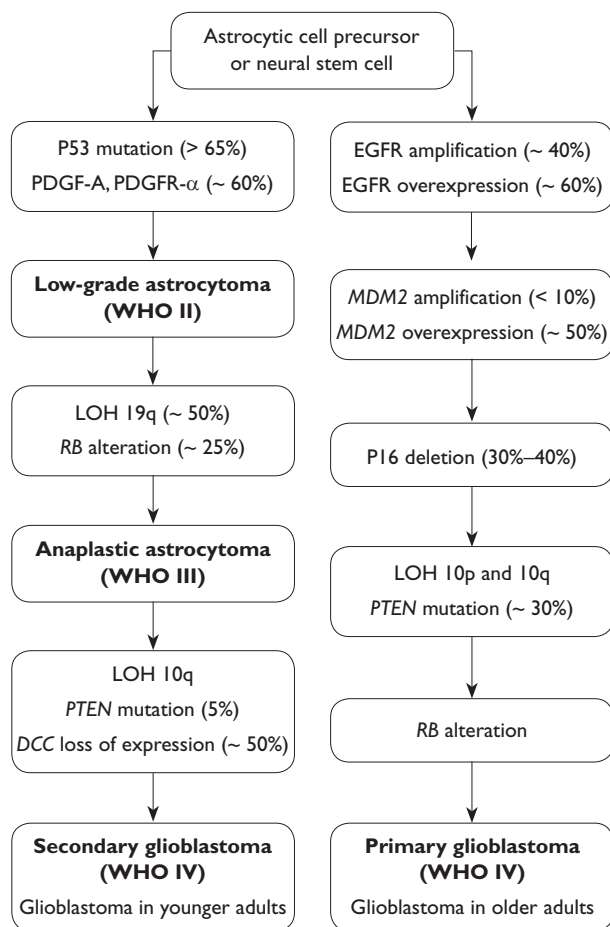 Astrocytic cell precursor
or neural stem cell
P53 mutation (> 65%)
PDGF-A, PDGFR-α (~ 60%)
Low-grade astrocytoma
(WHO II)
LOH 19q (~ 50%)
RB alteration (~ 25%)
Anaplastic astrocytoma
(WHO III)
LOH 10q
PTEN mutation (5%)
DCC loss of expression (~ 50%)
Secondary glioblastoma
(WHO IV)
Glioblastoma in younger adults
EGFR amplification (~ 40%)
EGFR overexpression (~ 60%)
MDM2 amplification (< 10%)
MDM2 overexpression (~ 50%)
P16 deletion (30%–40%)
LOH 10p and 10q
PTEN mutation (~ 30%)
RB alteration
Primary glioblastoma
(WHO IV)
Glioblastoma in older adults